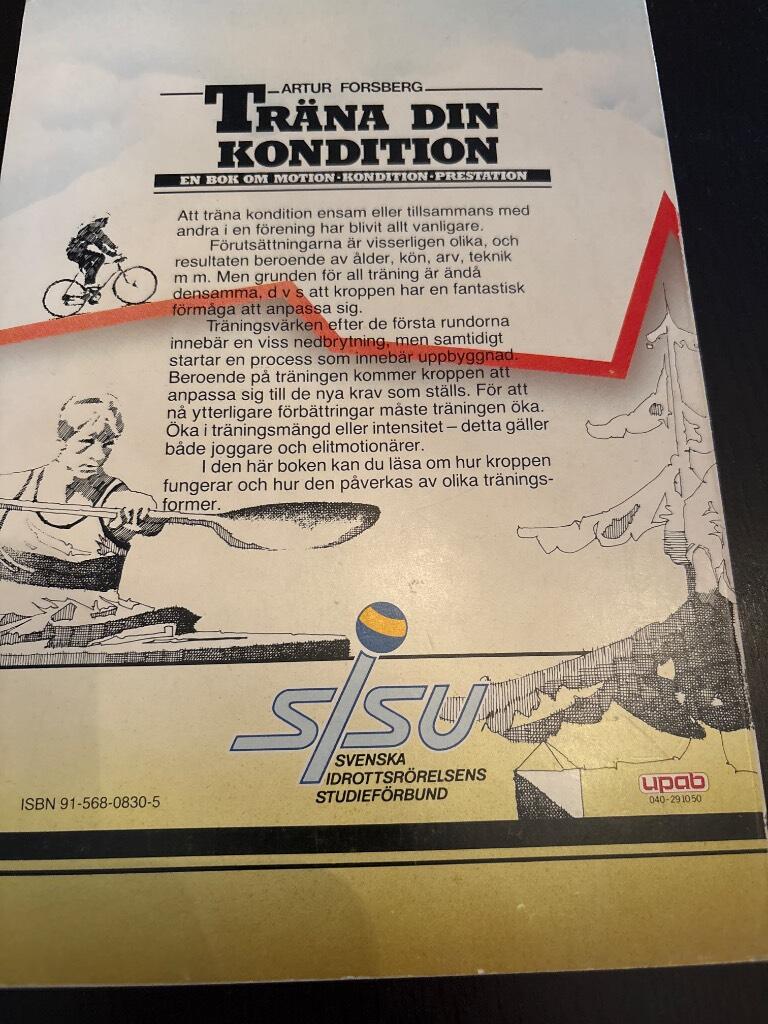 ARTUR FORSBERG
TRÄNA DIN
KONDITION
EN BOK OM MOTION·KONDITION·PRESTATION
Att träna kondition ensam eller tillsammans med
andra i en förening har blivit allt vanligare.
Förutsättningarna är visserligen olika, och
resultaten beroende av ålder, kön, arv, teknik
m m. Men grunden för all träning är ändå
densamma, d v s att kroppen har en fantastisk
förmåga att anpassa sig.
Träningsvärken efter de första rundorna
innebär en viss nedbrytning, men samtidigt
startar en process som innebär uppbyggnad.
Beroende på träningen kommer kroppen att
anpassa sig till de nya krav som ställs. För att
nå ytterligare förbättringar måste träningen öka.
Öka i träningsmängd eller intensitet – detta gäller
både joggare och elitmotionärer.
I den här boken kan du läsa om hur kroppen
fungerar och hur den påverkas av olika tränings-
former.
SISU
SVENSKA
IDROTTSRÖRELSENS
STUDIEFÖRBUND
ISBN 91-568-0830-5
upab
040-291050